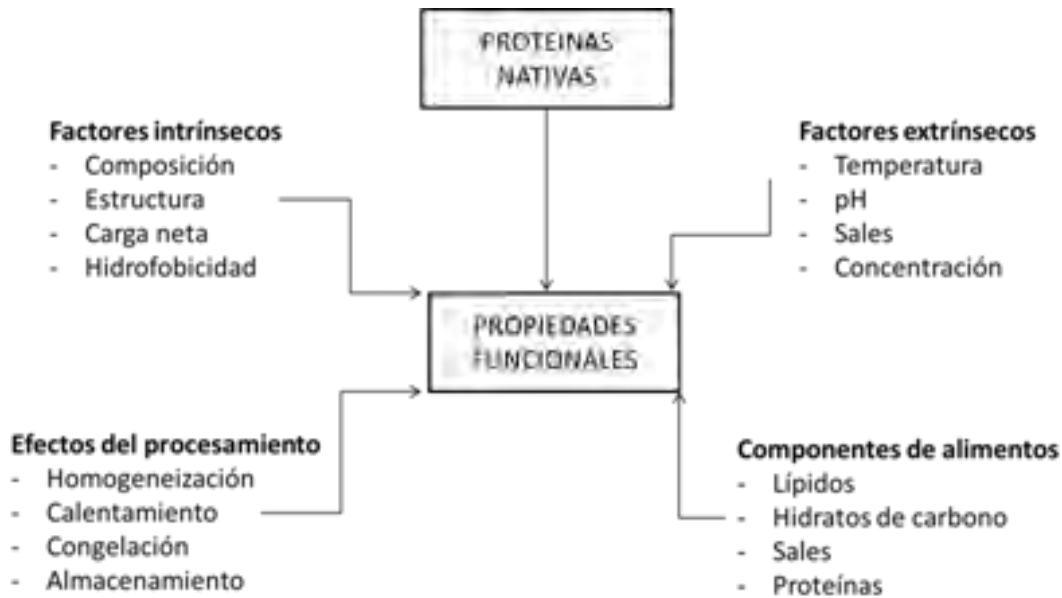 PROTEINAS
NATIVAS
Factores intrínsecos
- Composición
- Estructura
- Carga neta
- Hidrofobicidad
Factores extrínsecos
- Temperatura
- pH
- Sales
- Concentración
PROPIEDADES
FUNCIONALES
Efectos del procesamiento
- Homogeneización
- Calentamiento
- Congelación
- Almacenamiento
Componentes de alimentos
- Lípidos
- Hidratos de carbono
- Sales
- Proteínas